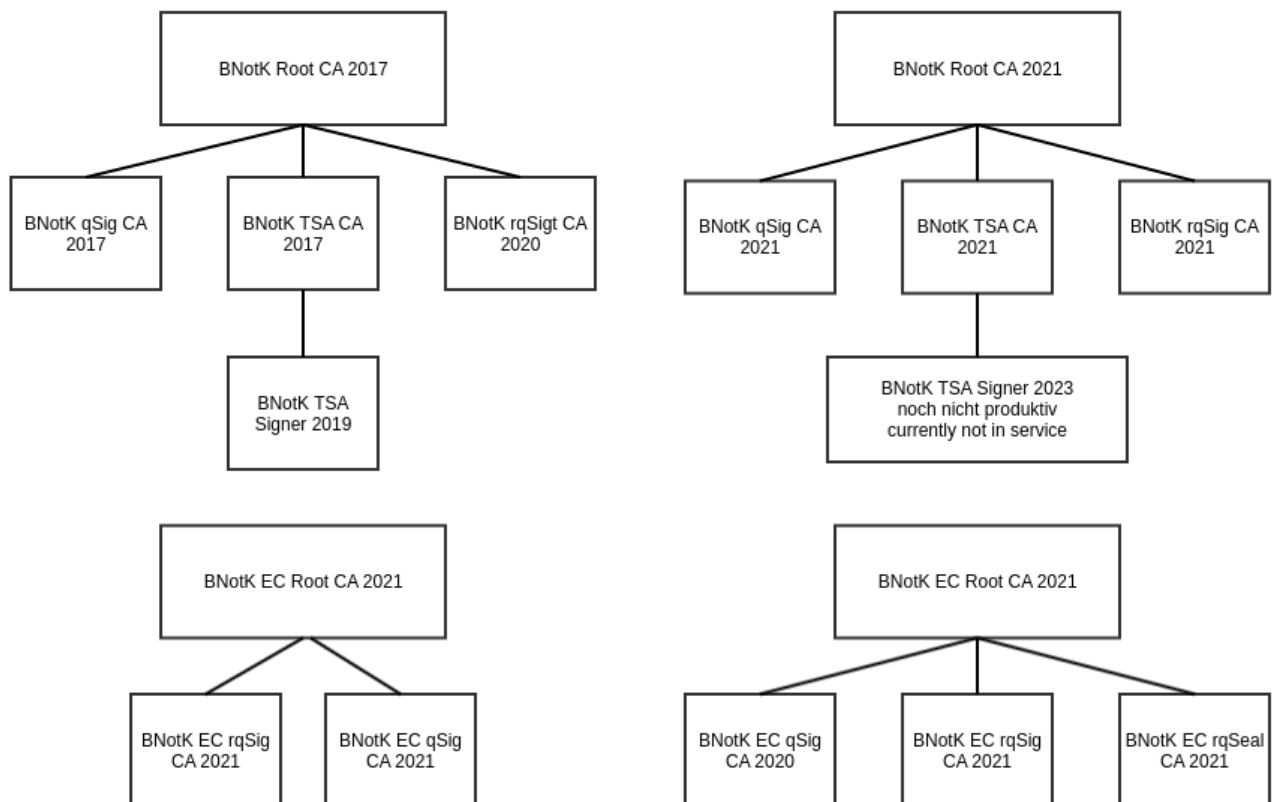 BNotK Root CA 2017
BNotK qSig CA
2017
BNotK TSA CA
2017
BNotK rqSigt CA
2020
BNotK TSA
Signer 2019
BNotK Root CA 2021
BNotK qSig CA
2021
BNotK TSA CA
2021
BNotK rqSig CA
2021
BNotK TSA Signer 2023
noch nicht produktiv
currently not in service
BNotK EC Root CA 2021
BNotK EC rqSig
CA 2021
BNotK EC qSig
CA 2021
BNotK EC Root CA 2021
BNotK EC qSig
CA 2020
BNotK EC rqSig
CA 2021
BNotK EC rqSeal
CA 2021